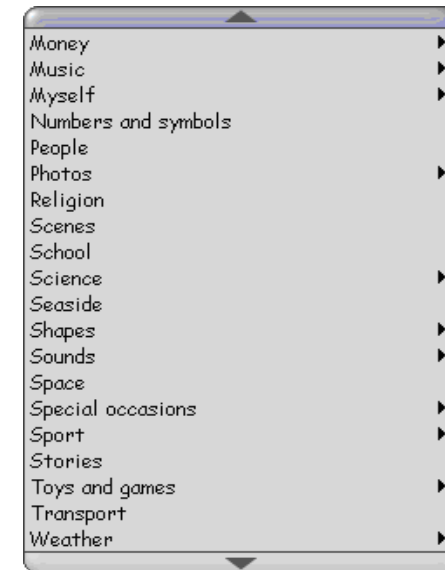 Money
Music
Myself
Numbers and symbols
People
Photos
Religion
Scenes
School
Science
Seaside
Shapes
Sounds
Space
Special occasions
Sport
Stories
Toys and games
Transport
Weather